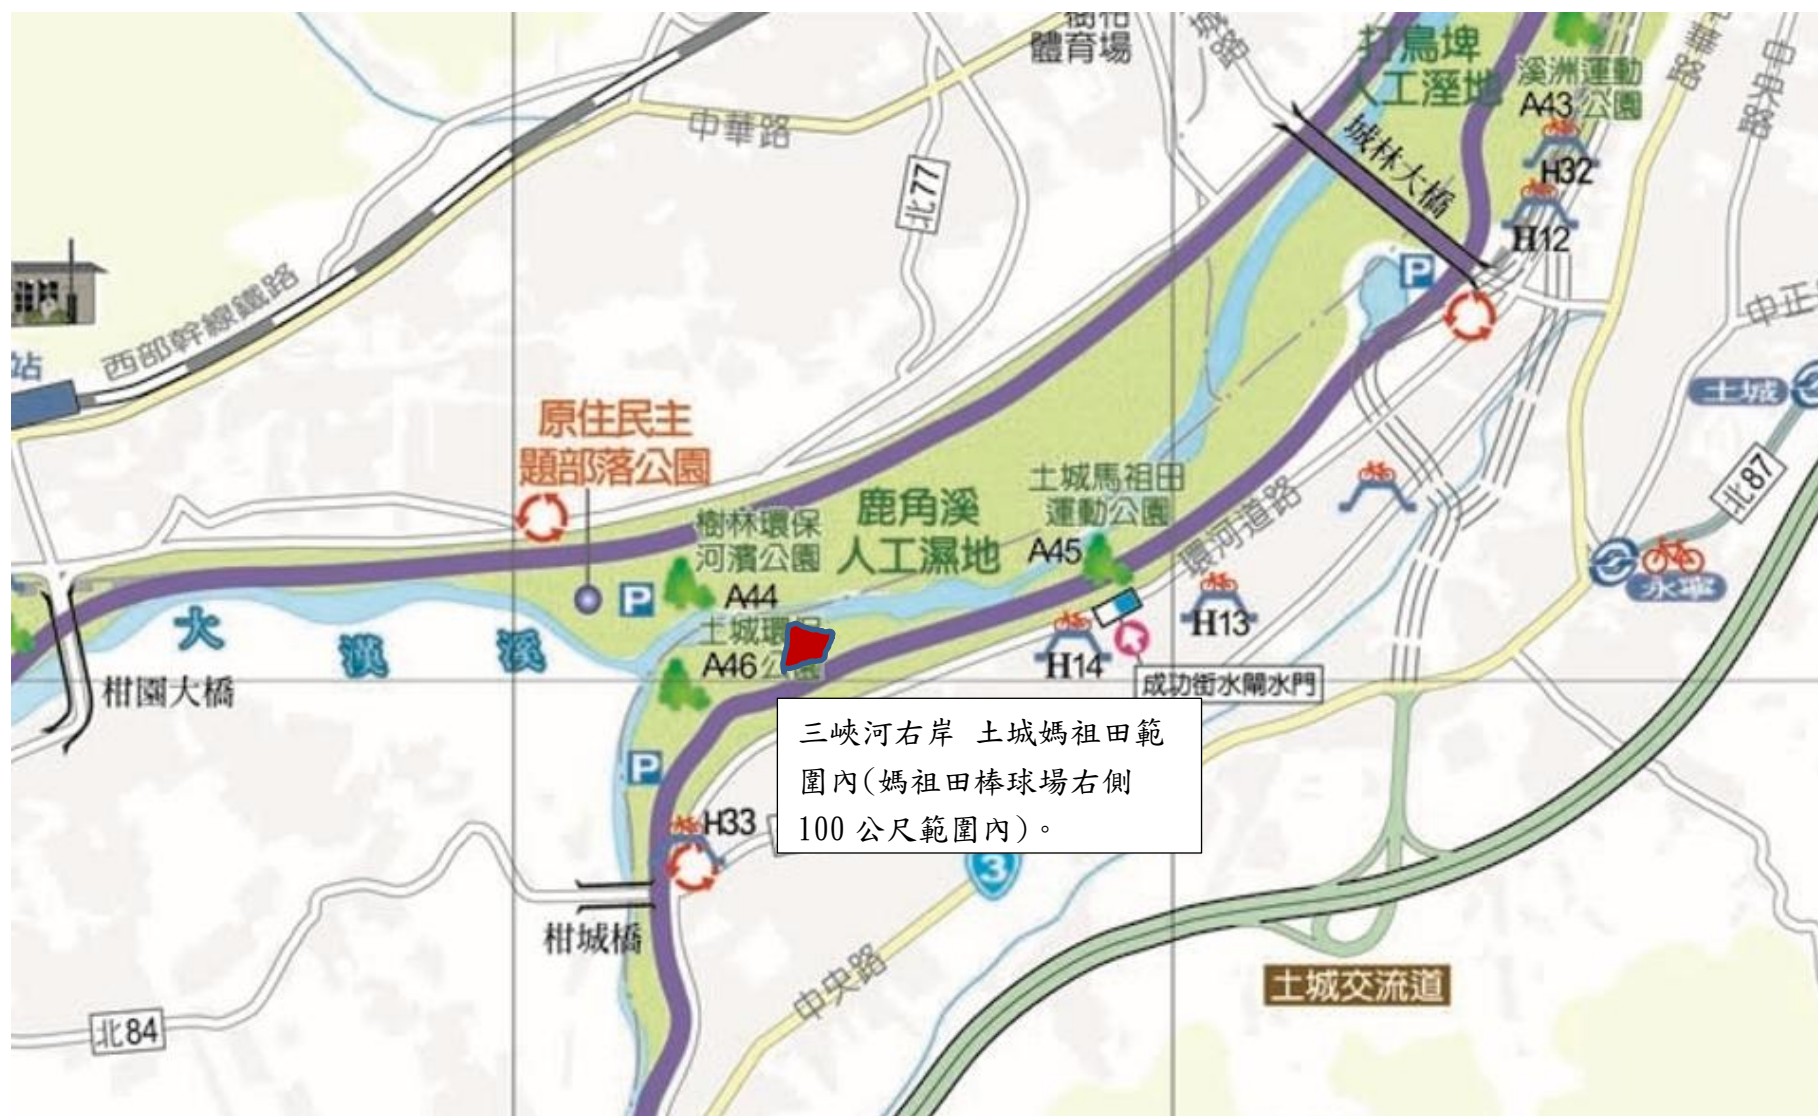 體育場
打鳥埤
人工溼地
溪洲運動
A43 公園
華路
中央路
中華路
北77
城林大橋
H32
P
H12
西部幹線鐵路
站
中正
土城
原住民主
題部落公園
土城馬祖田
運動公園
北87
鹿角溪
人工濕地
樹林環保
河濱公園
A45
環河道路
永寧
P
A44
大漢溪
土城環保
A46公園
H13
H14
柑園大橋
成功街水閘水門
三峽河右岸 土城媽祖田範
圍內(媽祖田棒球場右側
100 公尺範圍內)。
P
H33
3
柑城橋
中央路
土城交流道
北84